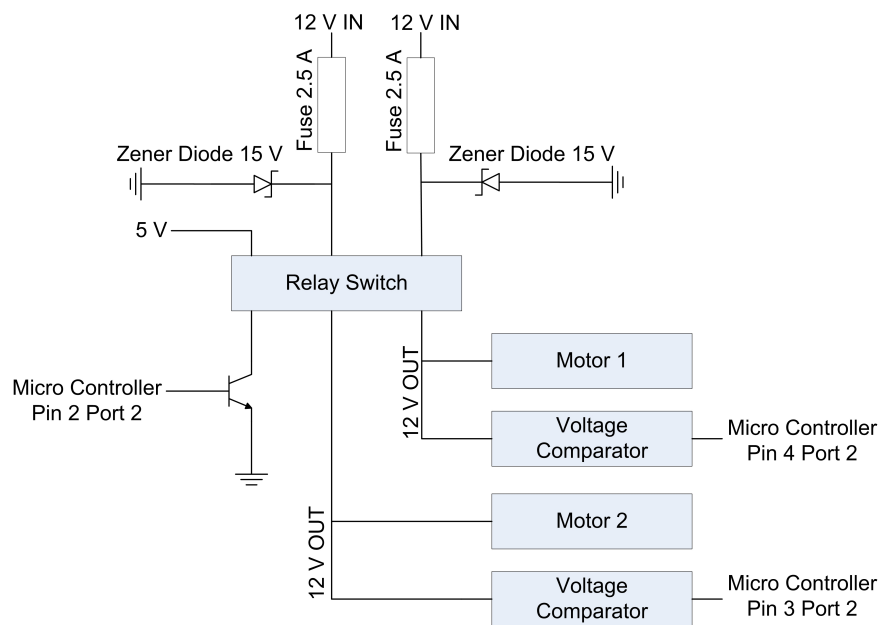 12 V IN
12 V IN
Fuse 2.5 A
Fuse 2.5 A
Zener Diode 15 V
Zener Diode 15 V
5 V
Relay Switch
12 V OUT
Motor 1
Micro Controller
Pin 2 Port 2
Voltage
Comparator
Micro Controller
Pin 4 Port 2
12 V OUT
Motor 2
Voltage
Comparator
Micro Controller
Pin 3 Port 2